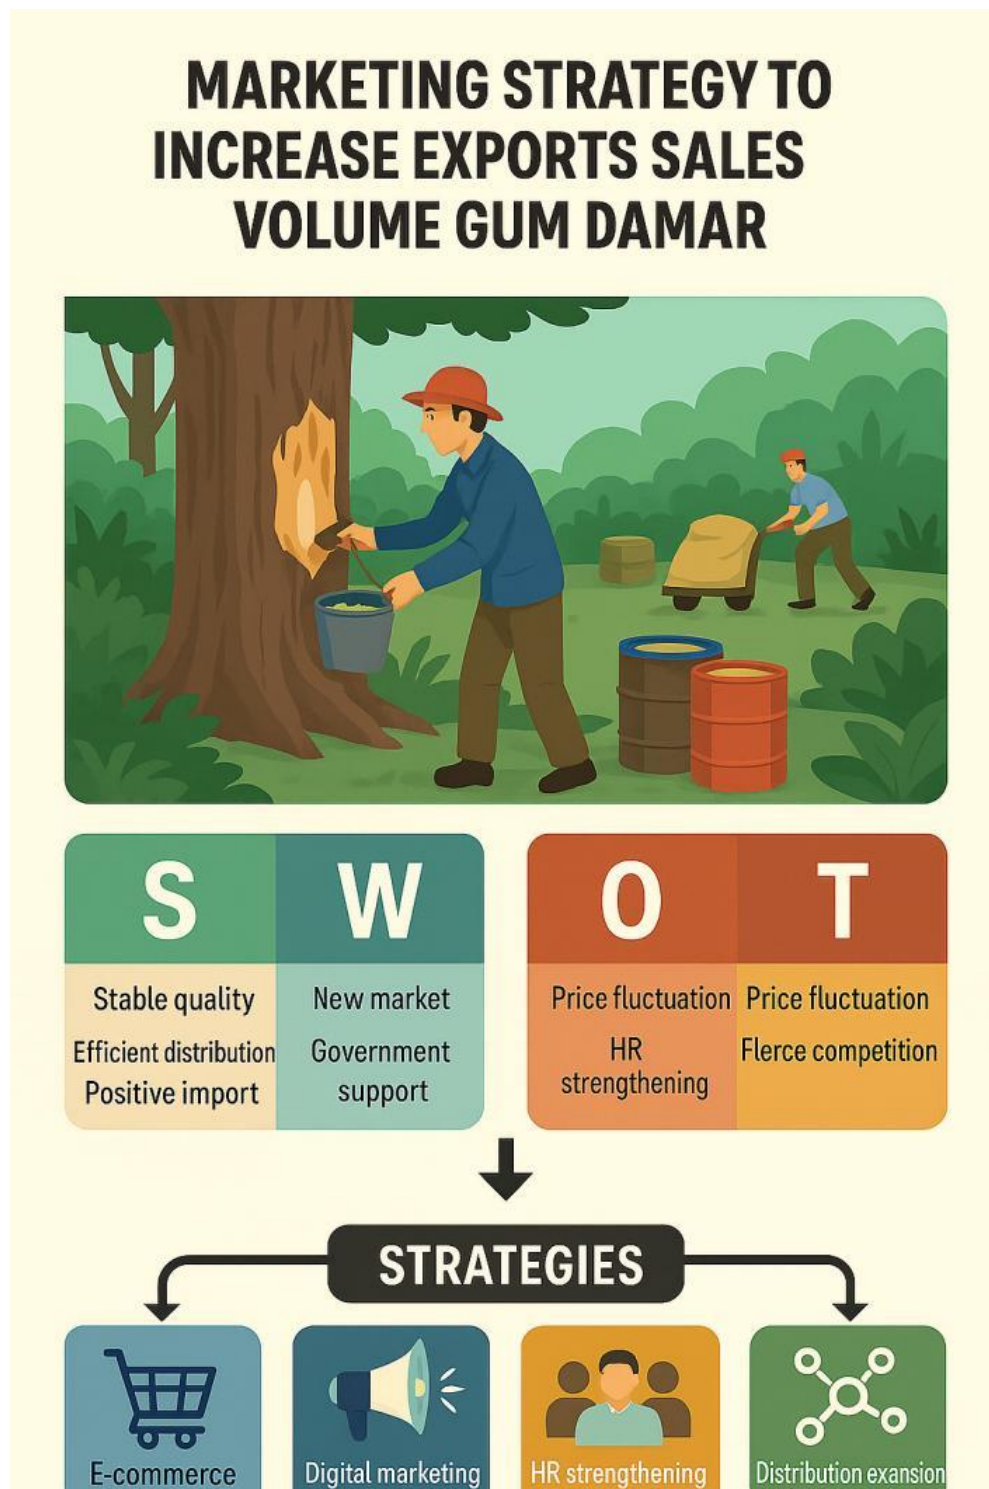 MARKETING STRATEGY TO
INCREASE EXPORTS SALES
VOLUME GUM DAMAR
S
Stable quality
Efficient distribution
Positive import
W
New market
Government
support
O
Price fluctuation
HR
strengthening
T
Price fluctuation
Flerce competition
STRATEGIES
E-commerce
Digital marketing
HR strengthening
Distribution exansion